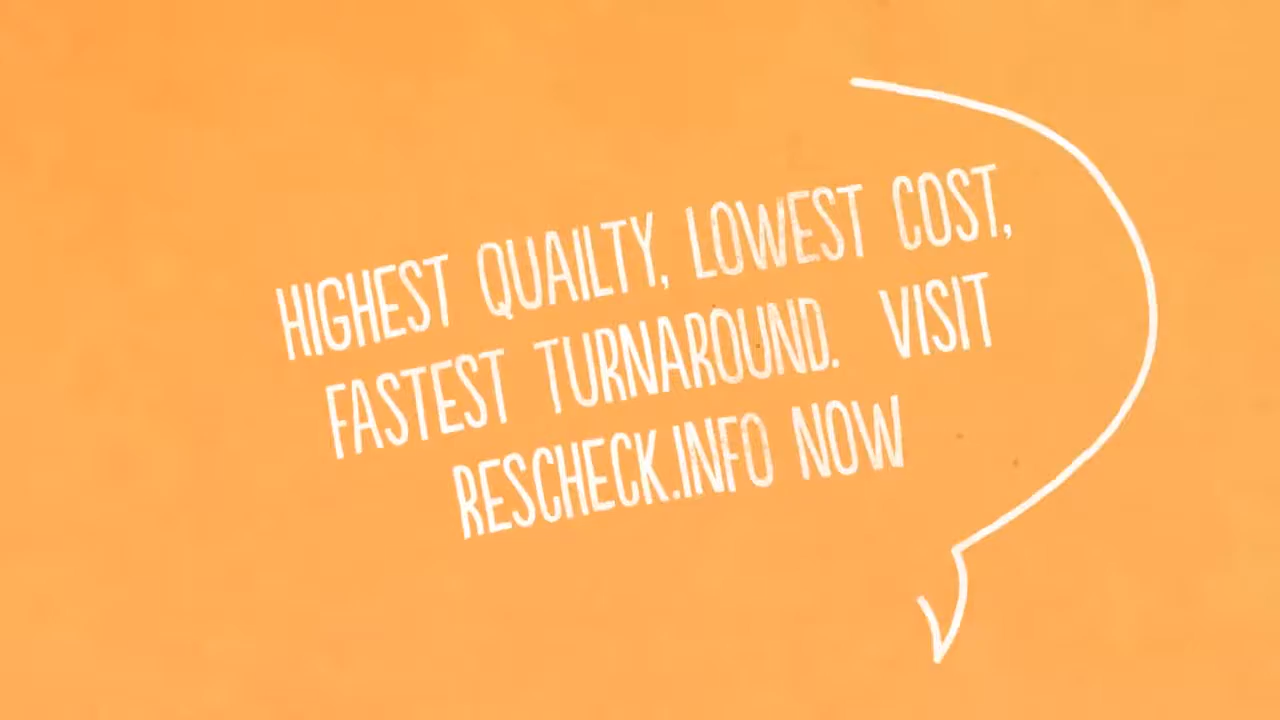 HIGHEST QUAILTY, LOWEST COST,
FASTEST TURNAROUND. VISIT
RESCHECK.INFO NOW